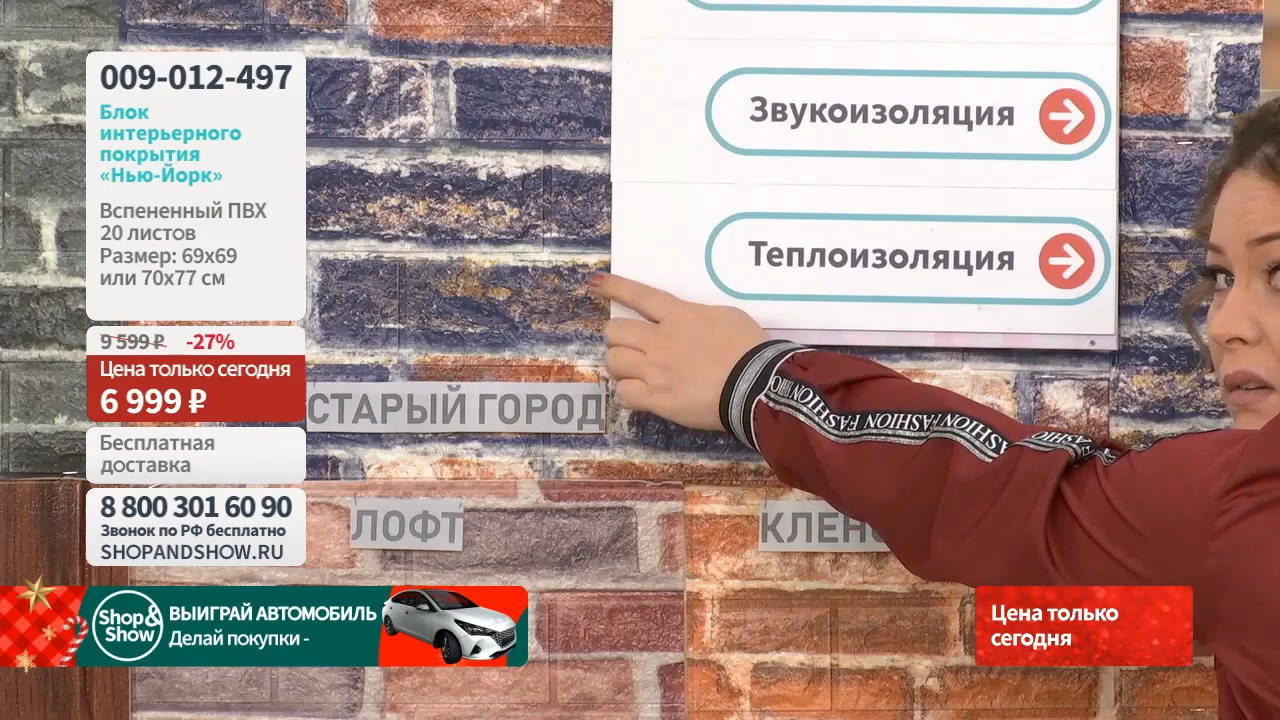 009-012-497
Блок
интерьерного
покрытия
«Нью-Йорк»
Вспененный ПВХ
20 листов
Размер: 69х69
или 70х77 см
9 599 ₽ -27%
Цена только сегодня
6 999 ₽
Бесплатная
доставка
8 800 301 60 90
Звонок по РФ бесплатно
SHOPANDSHOW.RU
Shop&
Show
ВЫИГРАЙ АВТОМОБИЛЬ
Делай покупки -
Звукоизоляция
Теплоизоляция
СТАРЫЙ ГОРОД
ЛОФТ
FASHION FASHION
Цена только
сегодня